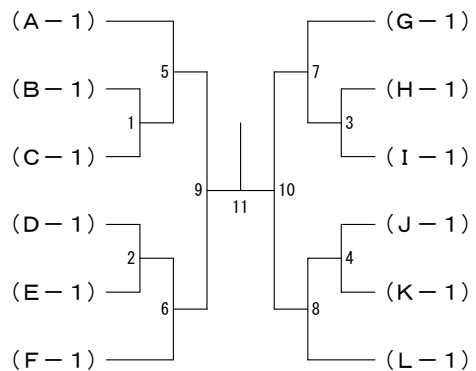 (A－1)
(B－1)
(C－1)
(D－1)
(E－1)
(F－1)
1
2
5
6
9
11
10
7
8
3
4
(G－1)
(H－1)
(I－1)
(J－1)
(K－1)
(L－1)